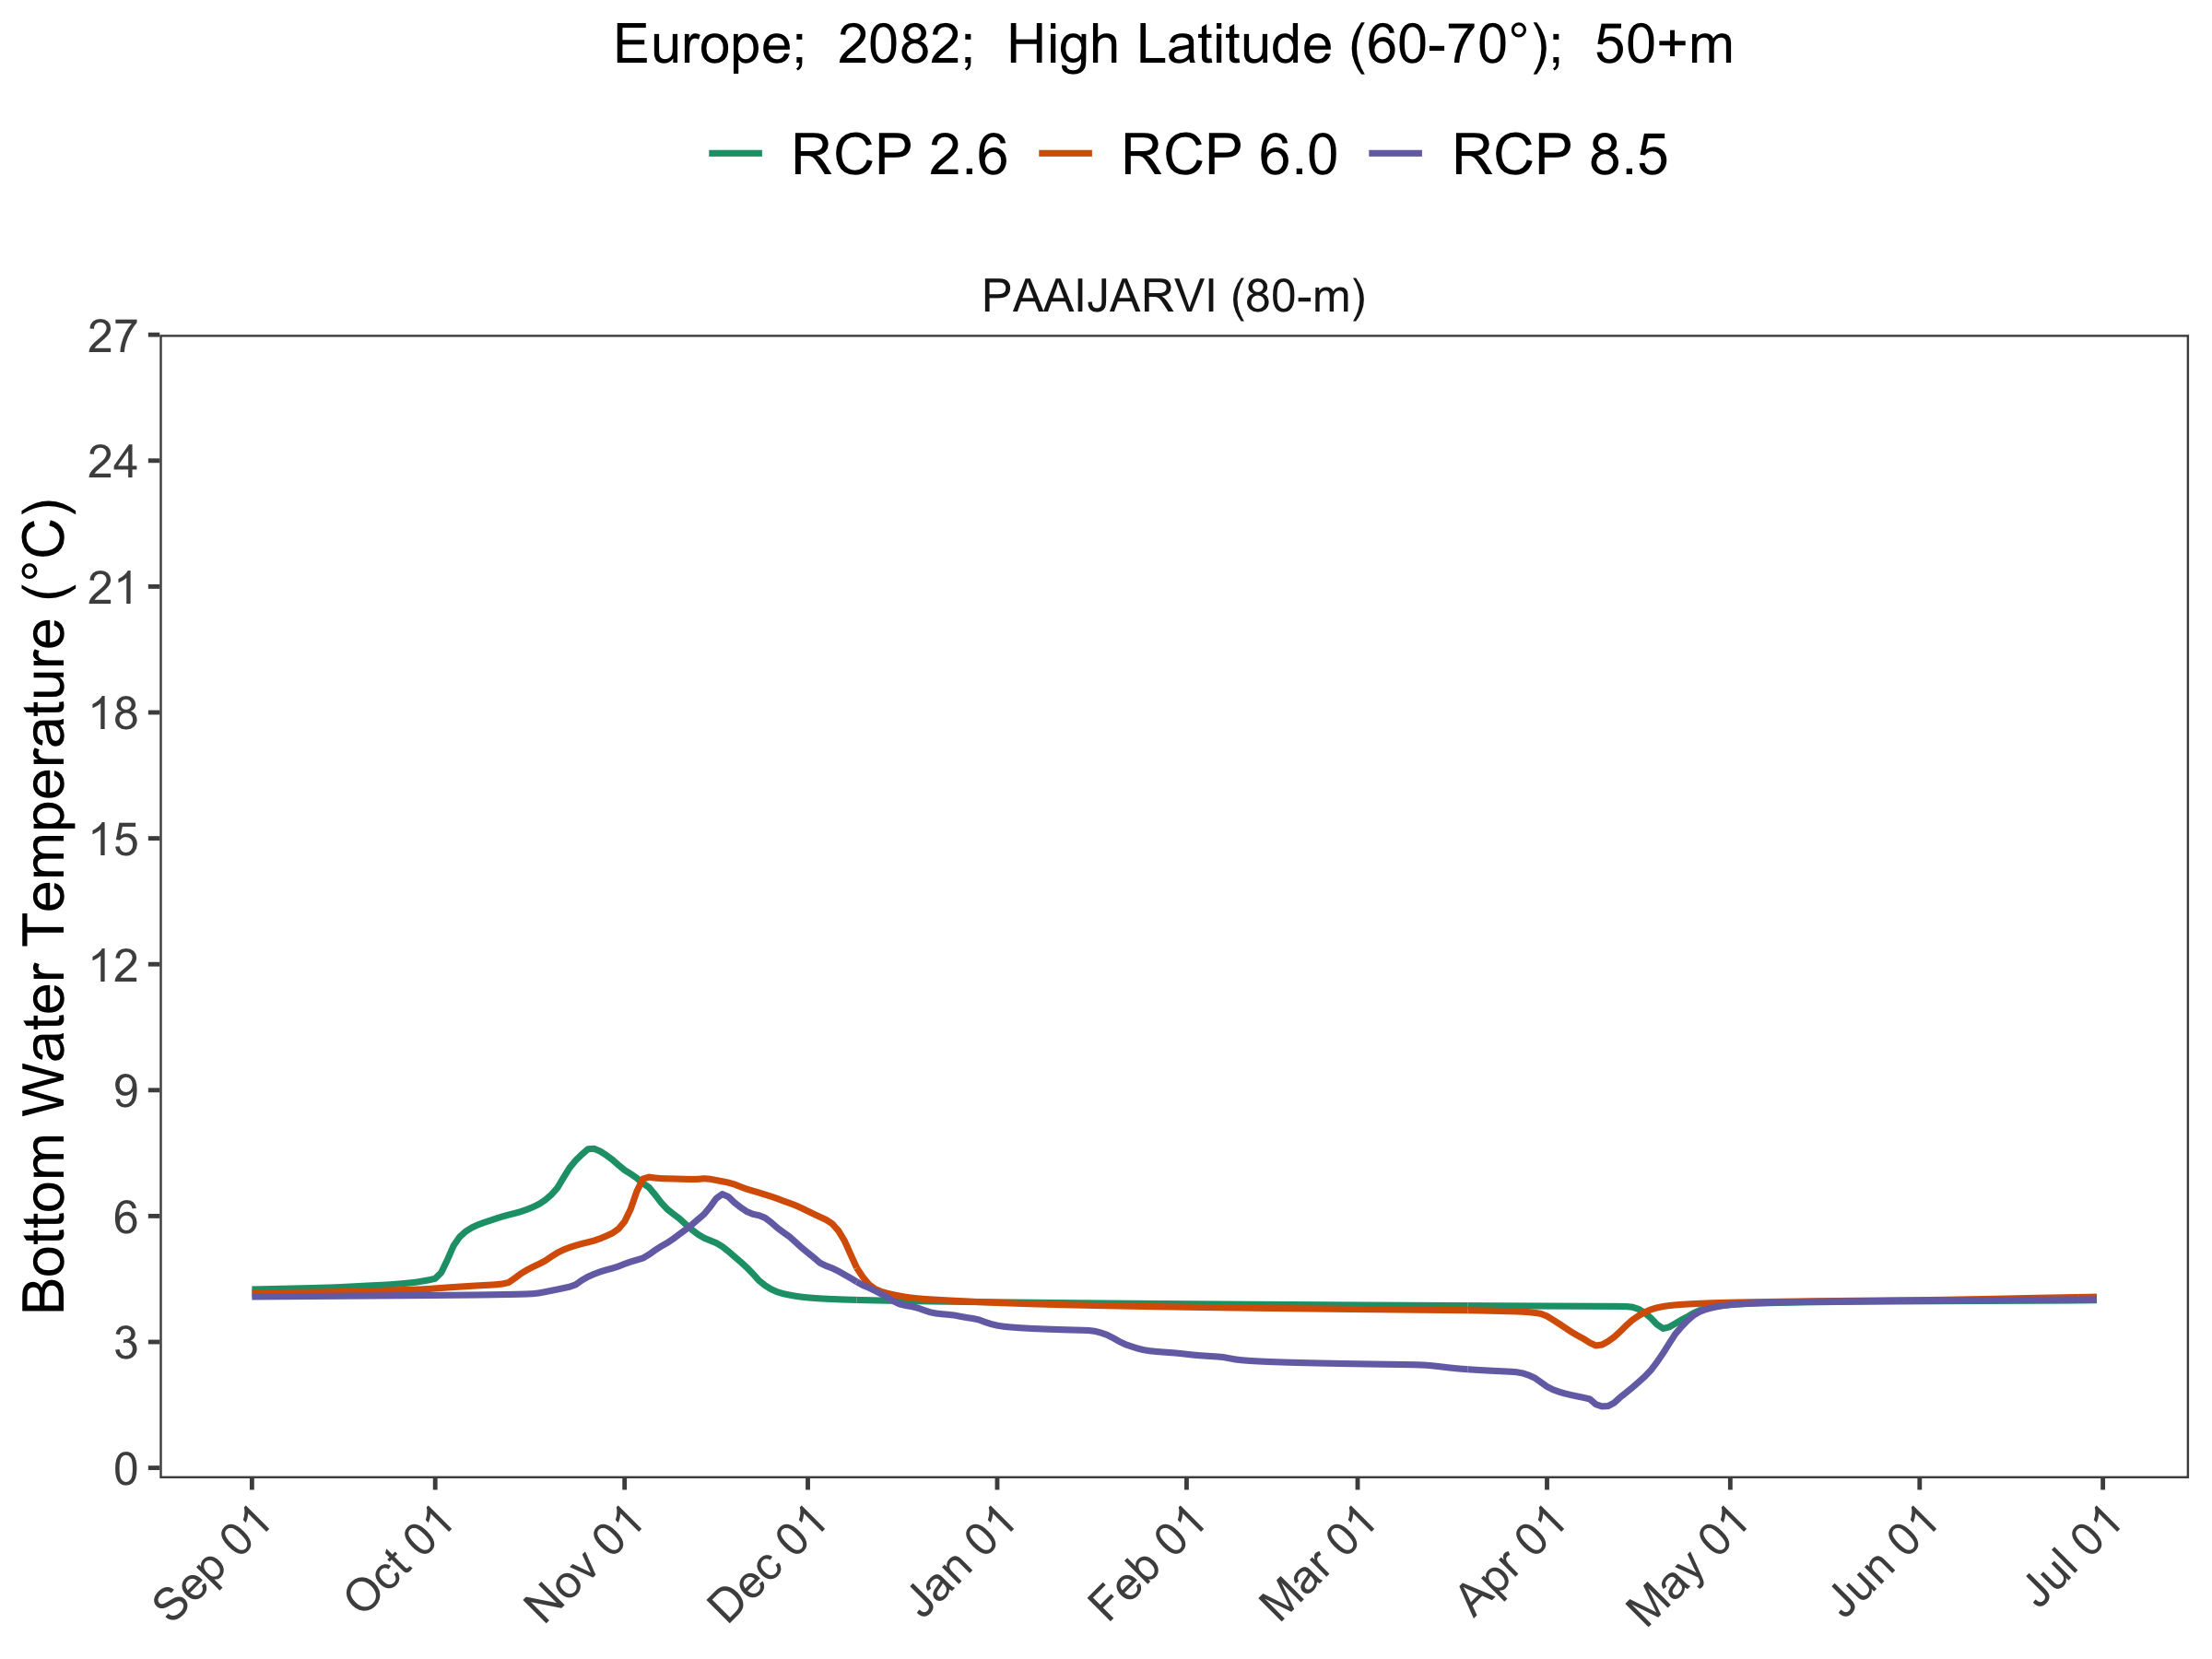 Europe;  2082;  High Latitude (60-70°);  50+m
RCP 2.6 RCP 6.0 RCP 8.5
PAAIJARVI (80-m)
Bottom Water Temperature (°C)
27
24
21
18
15
12
9
6
3
0
Sep 01 Oct 01 Nov 01 Dec 01 Jan 01 Feb 01 Mar 01 Apr 01 May 01 Jun 01 Jul 01